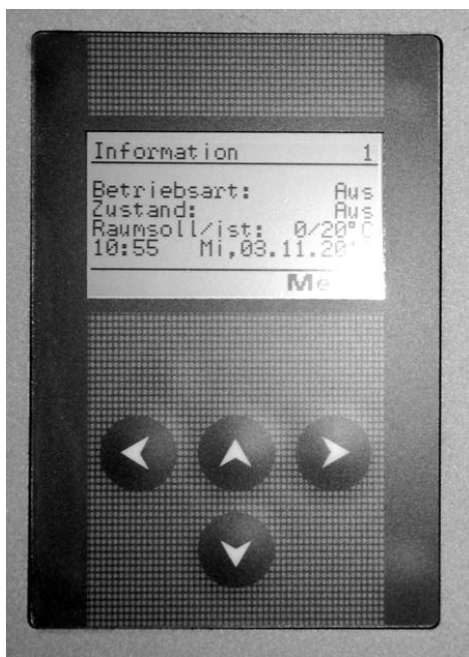 Information 1
Betriebsart: Aus
Zustand: Aus
Raumsoll/ist: 0/20°C
10:55 Mi,03.11.